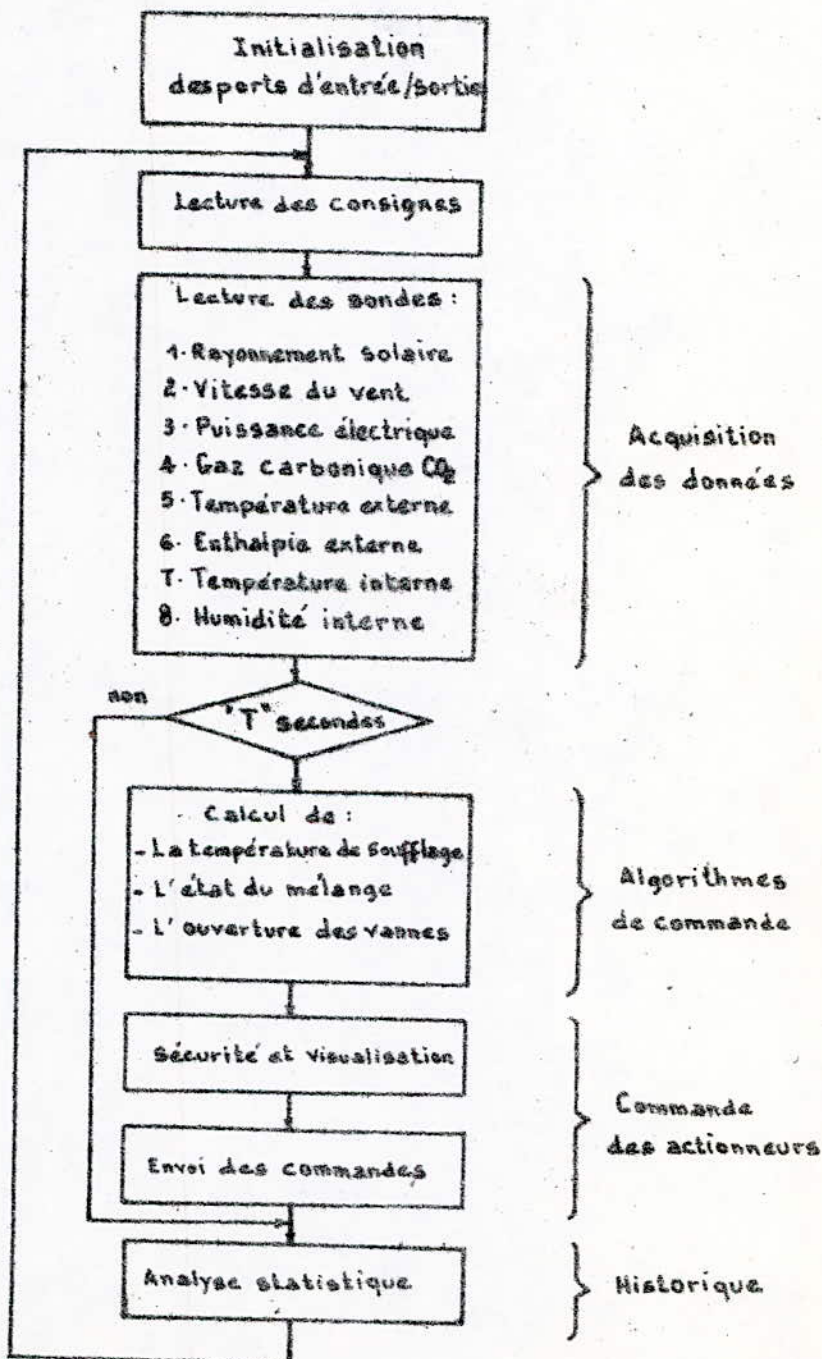 Initialisation
des ports d'entrée/sortie
Lecture des consignes
Lecture des sondes :
1. Rayonnement solaire
2. Vitesse du vent
3. Puissance électrique
4. Gaz carbonique CO2
5. Température externe
6. Enthalpie externe
7. Température interne
8. Humidité interne
Acquisition
des données
non
"T" secondes
Calcul de :
- La température de soufflage
- L'état du mélange
- L'ouverture des vannes
Algorithmes
de commande
Sécurité et visualisation
Envoi des commandes
Commande
des actionneurs
Analyse statistique
Historique